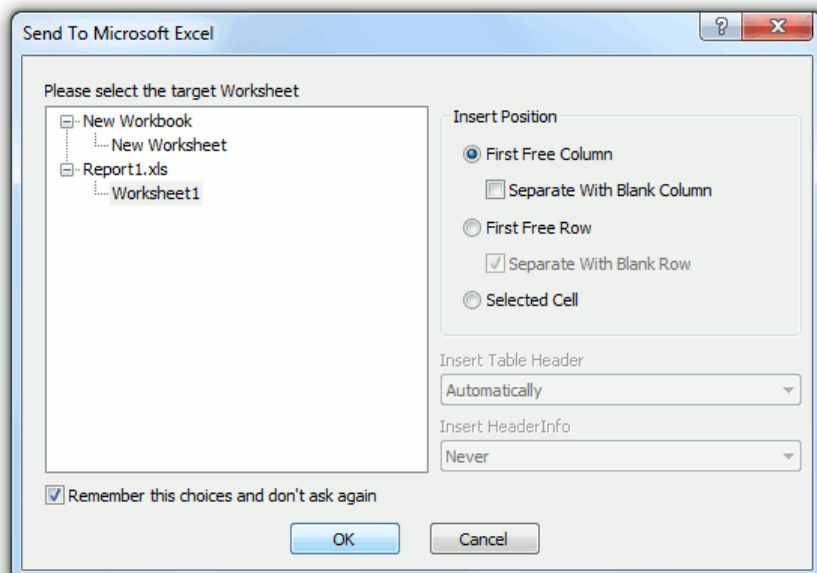 Send To Microsoft Excel
?
X
Please select the target Worksheet
New Workbook
New Worksheet
Report1.xls
Worksheet1
Insert Position
First Free Column
Separate With Blank Column
First Free Row
Separate With Blank Row
Selected Cell
Insert Table Header
Automatically
Insert HeaderInfo
Never
Remember this choices and don't ask again
OK
Cancel